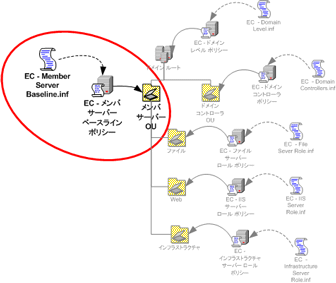 EC - Domain
Level.inf
EC - ドメイン
レベル ポリシー
メイン ルート
EC - Member
Server
Baseline.inf
EC - メンバ
サーバー
ベースライン
ポリシー
メンバ
サーバー
OU
ドメイン
コントローラ
OU
EC - ドメイン
コントローラ
ポリシー
EC - Domain
Controllers.inf
ファイル
EC - ファイル
サーバー
ロール ポリシー
EC - File
Server Role.inf
Web
EC - IIS
サーバー
ロール ポリシー
EC - IIS
Server
Role.inf
インフラストラクチャ
EC -
インフラストラクチャ
サーバー ロール
ポリシー
EC -
Infrastructure
Server Role.inf